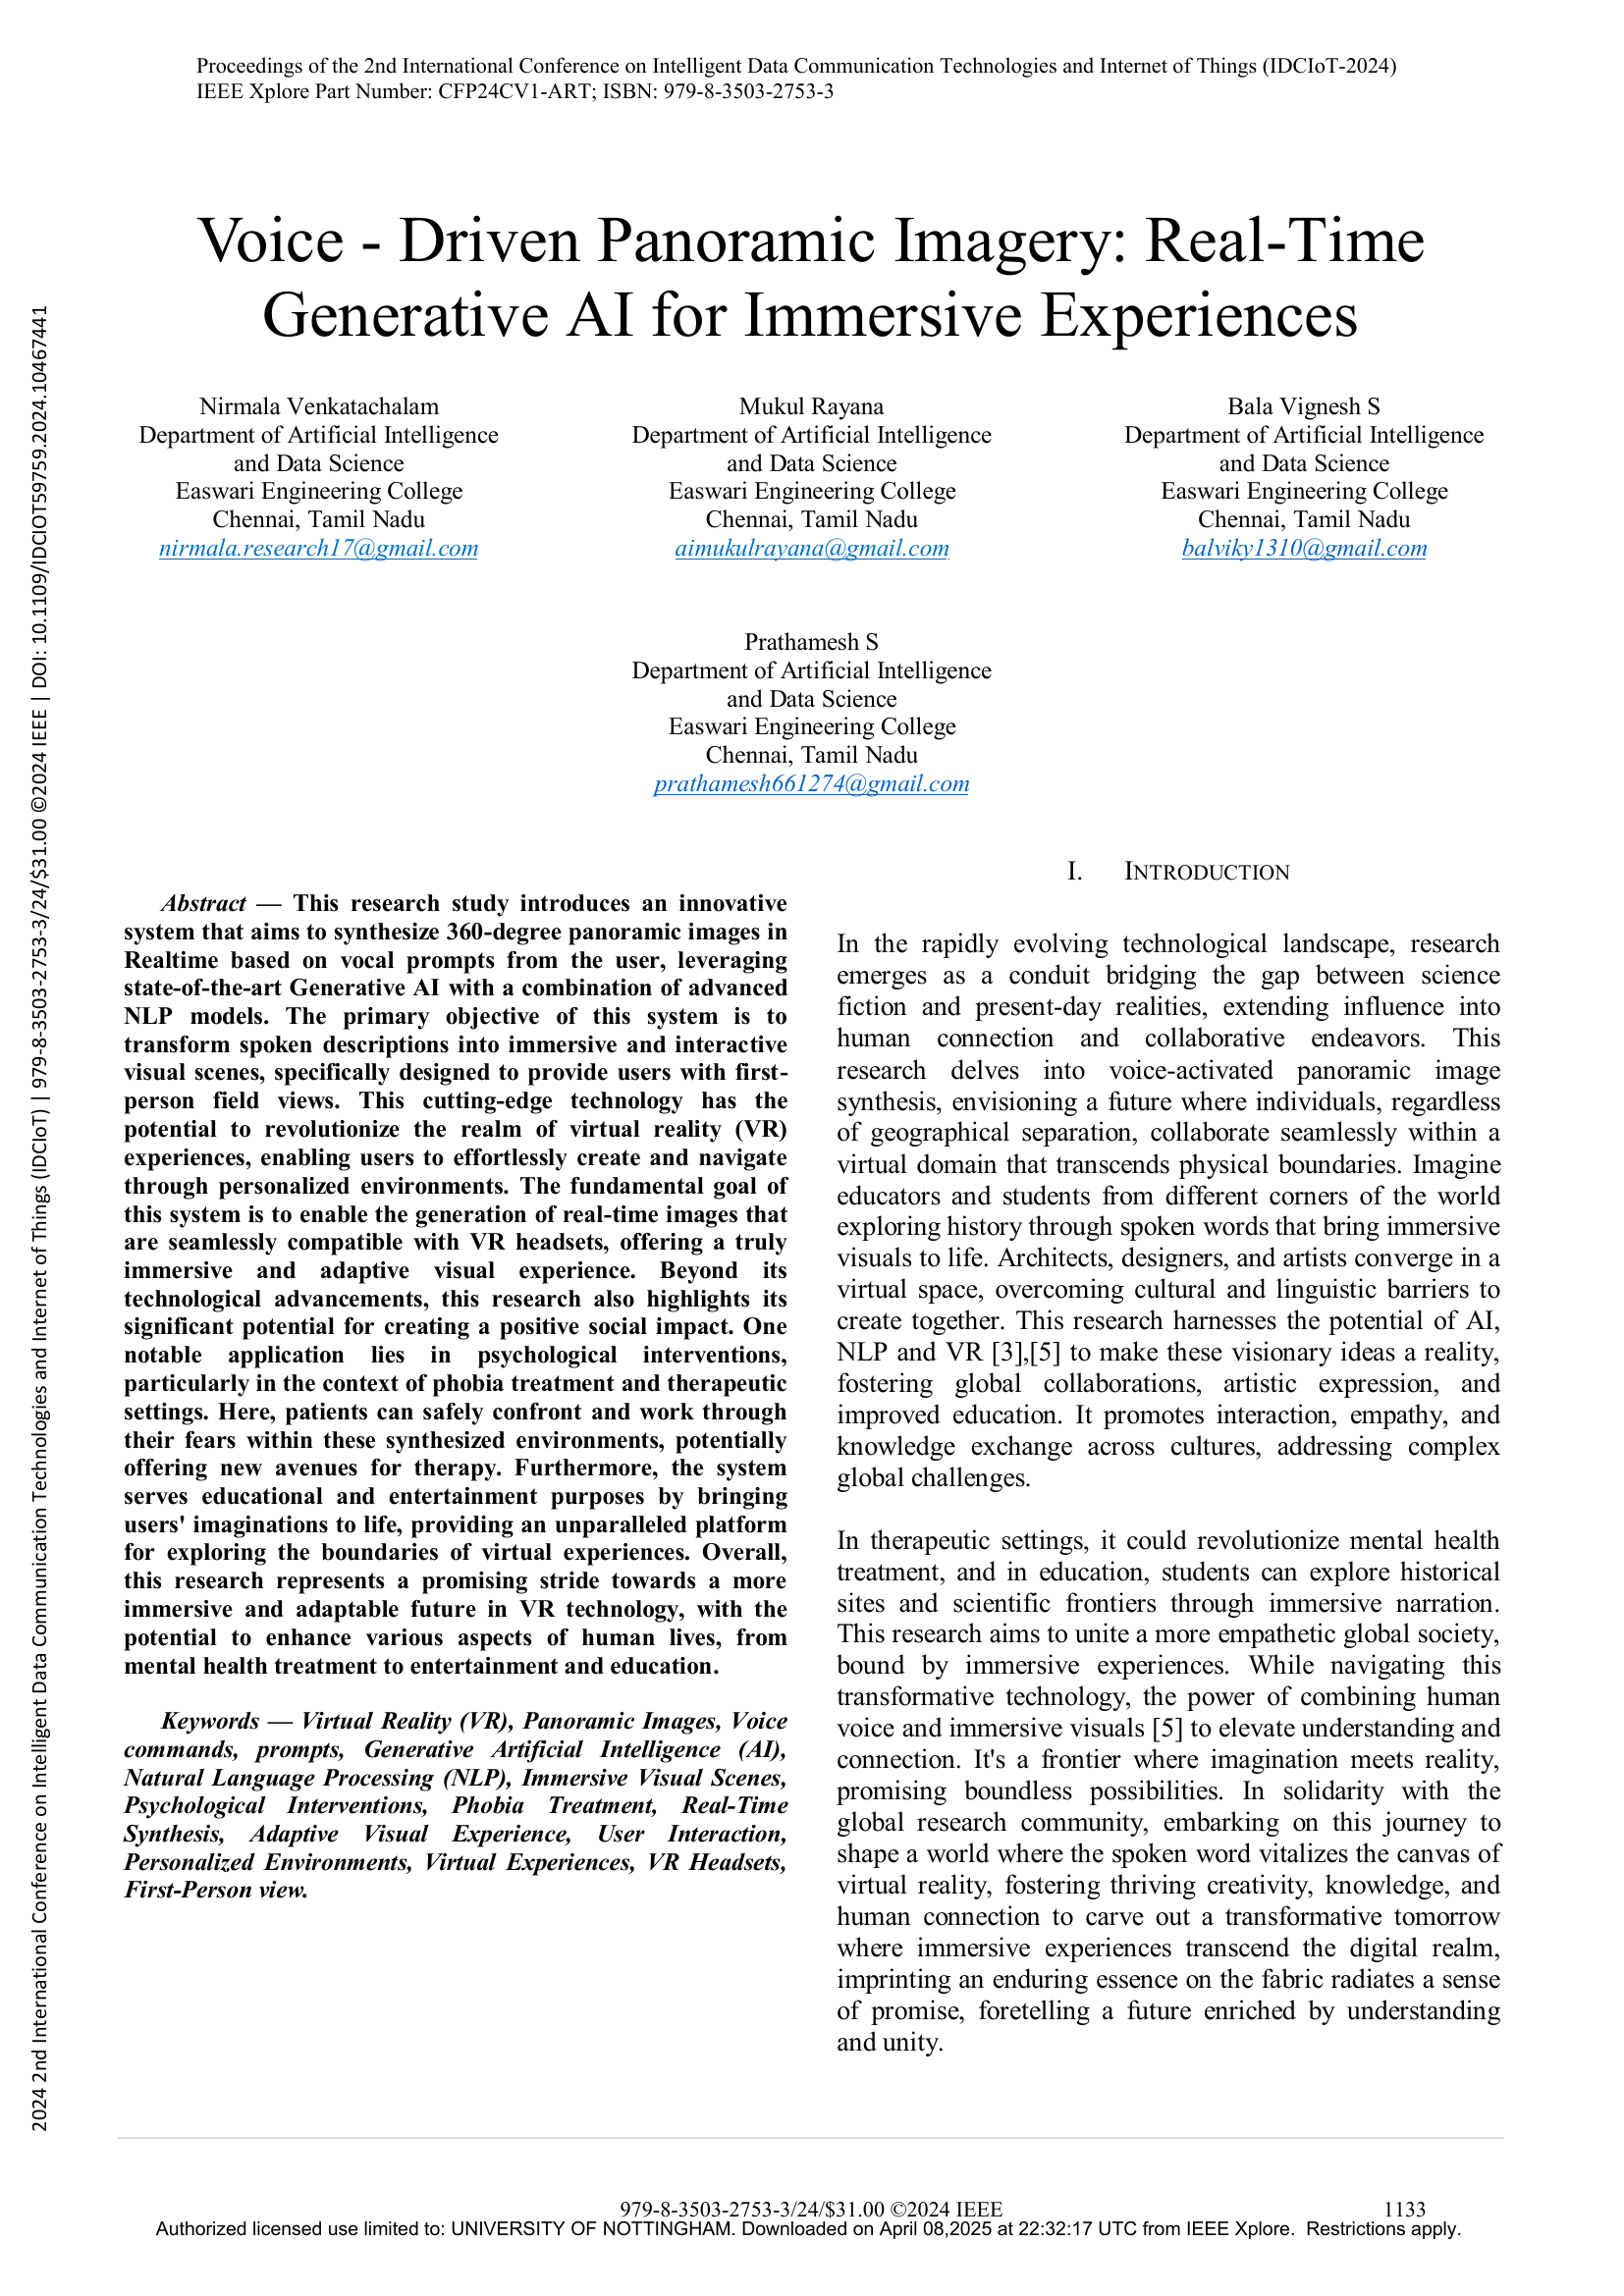 Proceedings of the 2nd International Conference on Intelligent Data Communication Technologies and Internet of Things (IDCIoT-2024)
IEEE Xplore Part Number: CFP24CV1-ART; ISBN: 979-8-3503-2753-3
Voice - Driven Panoramic Imagery: Real-Time
Generative AI for Immersive Experiences
Nirmala Venkatachalam
Department of Artificial Intelligence
and Data Science
Easwari Engineering College
Chennai, Tamil Nadu
nirmala.research17@gmail.com
Mukul Rayana
Department of Artificial Intelligence
and Data Science
Easwari Engineering College
Chennai, Tamil Nadu
aimukulrayana@gmail.com
Bala Vignesh S
Department of Artificial Intelligence
and Data Science
Easwari Engineering College
Chennai, Tamil Nadu
balviky1310@gmail.com
Prathamesh S
Department of Artificial Intelligence
and Data Science
Easwari Engineering College
Chennai, Tamil Nadu
prathamesh661274@gmail.com
Abstract — This research study introduces an innovative
system that aims to synthesize 360-degree panoramic images in
Realtime based on vocal prompts from the user, leveraging
state-of-the-art Generative AI with a combination of advanced
NLP models. The primary objective of this system is to
transform spoken descriptions into immersive and interactive
visual scenes, specifically designed to provide users with first-
person field views. This cutting-edge technology has the
potential to revolutionize the realm of virtual reality (VR)
experiences, enabling users to effortlessly create and navigate
through personalized environments. The fundamental goal of
this system is to enable the generation of real-time images that
are seamlessly compatible with VR headsets, offering a truly
immersive and adaptive visual experience. Beyond its
technological advancements, this research also highlights its
significant potential for creating a positive social impact. One
notable application lies in psychological interventions,
particularly in the context of phobia treatment and therapeutic
settings. Here, patients can safely confront and work through
their fears within these synthesized environments, potentially
offering new avenues for therapy. Furthermore, the system
serves educational and entertainment purposes by bringing
users' imaginations to life, providing an unparalleled platform
for exploring the boundaries of virtual experiences. Overall,
this research represents a promising stride towards a more
immersive and adaptable future in VR technology, with the
potential to enhance various aspects of human lives, from
mental health treatment to entertainment and education.
Keywords — Virtual Reality (VR), Panoramic Images, Voice
commands, prompts, Generative Artificial Intelligence (AI),
Natural Language Processing (NLP), Immersive Visual Scenes,
Psychological Interventions, Phobia Treatment, Real-Time
Synthesis, Adaptive Visual Experience, User Interaction,
Personalized Environments, Virtual Experiences, VR Headsets,
First-Person view.
I. INTRODUCTION
In the rapidly evolving technological landscape, research
emerges as a conduit bridging the gap between science
fiction and present-day realities, extending influence into
human connection and collaborative endeavors. This
research delves into voice-activated panoramic image
synthesis, envisioning a future where individuals, regardless
of geographical separation, collaborate seamlessly within a
virtual domain that transcends physical boundaries. Imagine
educators and students from different corners of the world
exploring history through spoken words that bring immersive
visuals to life. Architects, designers, and artists converge in a
virtual space, overcoming cultural and linguistic barriers to
create together. This research harnesses the potential of AI,
NLP and VR [3],[5] to make these visionary ideas a reality,
fostering global collaborations, artistic expression, and
improved education. It promotes interaction, empathy, and
knowledge exchange across cultures, addressing complex
global challenges.
In therapeutic settings, it could revolutionize mental health
treatment, and in education, students can explore historical
sites and scientific frontiers through immersive narration.
This research aims to unite a more empathetic global society,
bound by immersive experiences. While navigating this
transformative technology, the power of combining human
voice and immersive visuals [5] to elevate understanding and
connection. It's a frontier where imagination meets reality,
promising boundless possibilities. In solidarity with the
global research community, embarking on this journey to
shape a world where the spoken word vitalizes the canvas of
virtual reality, fostering thriving creativity, knowledge, and
human connection to carve out a transformative tomorrow
where immersive experiences transcend the digital realm,
imprinting an enduring essence on the fabric radiates a sense
of promise, foretelling a future enriched by understanding
and unity.
2024 2nd International Conference on Intelligent Data Communication Technologies and Internet of Things (IDCIoT) | 979-8-3503-2753-3/24/$31.00 ©2024 IEEE | DOI: 10.1109/IDCIOT59759.2024.10467441
979-8-3503-2753-3/24/$31.00 ©2024 IEEE 1133
Authorized licensed use limited to: UNIVERSITY OF NOTTINGHAM. Downloaded on April 08,2025 at 22:32:17 UTC from IEEE Xplore. Restrictions apply.